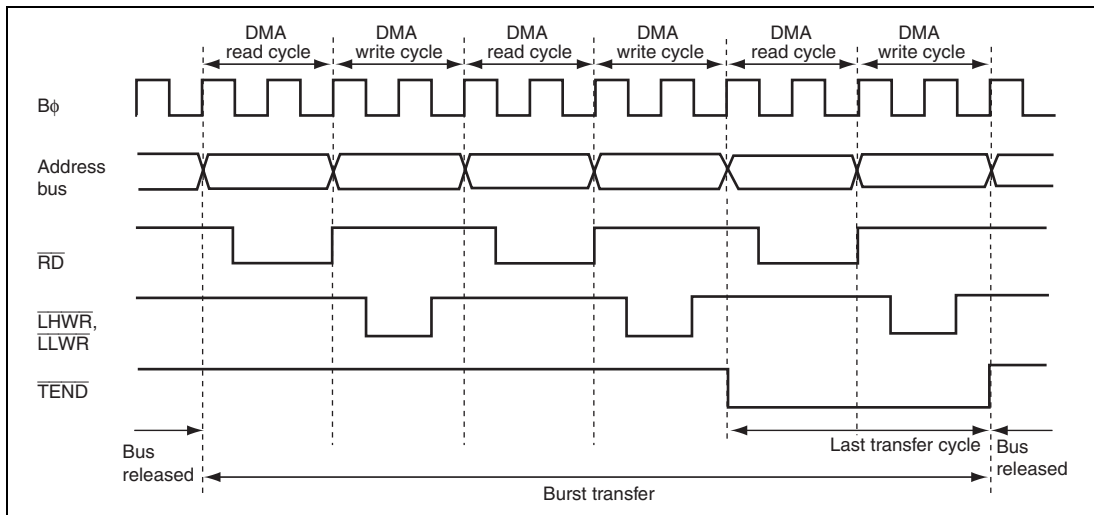 DMA
read cycle
DMA
write cycle
DMA
read cycle
DMA
write cycle
DMA
read cycle
DMA
write cycle
Bϕ
Address
bus
RD
LHWR,
LLWR
TEND
Bus
released
Last transfer cycle
Bus
released
Burst transfer